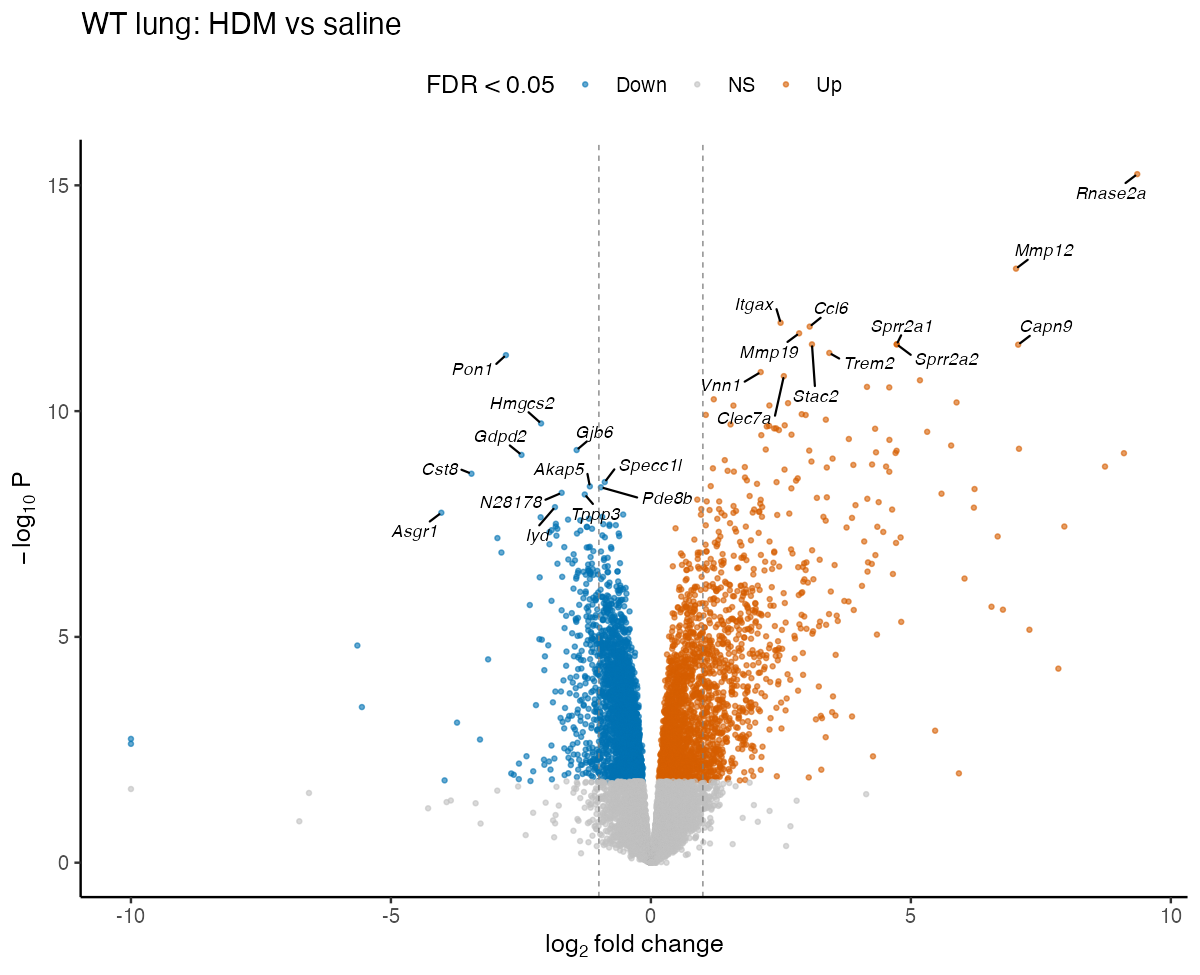 WT lung: HDM vs saline
FDR < 0.05 Down NS Up
15
10
5
0
−log10 P
Rnase2a
Mmp12
Itgax
Ccl6
Sprr2a1
Capn9
Mmp19
Trem2
Sprr2a2
Pon1
Vnn1
Stac2
Hmgcs2
Clec7a
Gdpd2
Gjb6
Cst8
Akap5
Specc1l
N28178
Pde8b
Tppp3
Asgr1
Iyd
-10 -5 0 5 10
log2 fold change